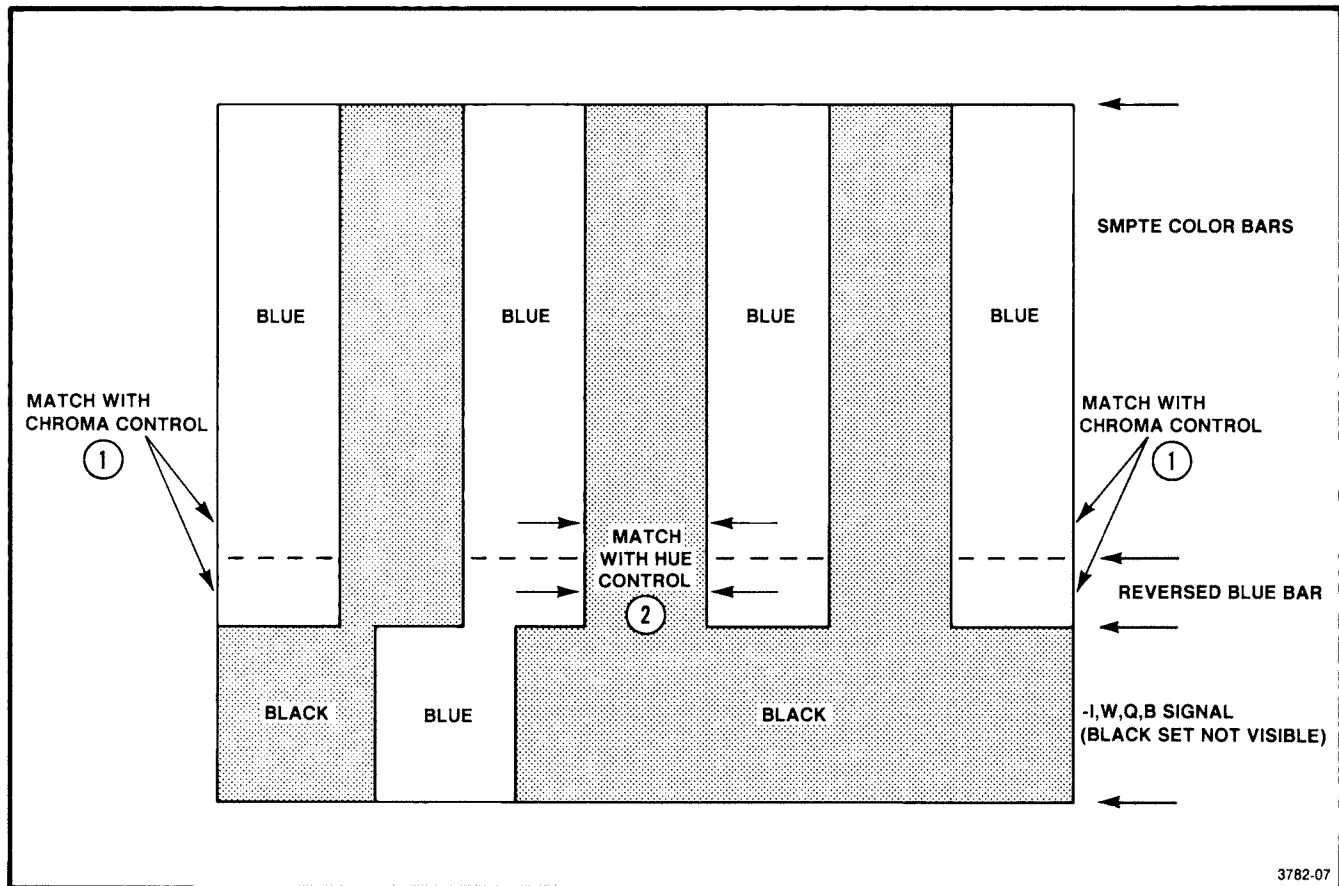 SMPTE COLOR BARS
BLUE
BLUE
BLUE
BLUE
MATCH WITH
CHROMA CONTROL
1
MATCH WITH
CHROMA CONTROL
1
MATCH
WITH HUE
CONTROL
2
REVERSED BLUE BAR
BLACK
BLUE
BLACK
-I,W,Q,B SIGNAL
(BLACK SET NOT VISIBLE)
3782-07